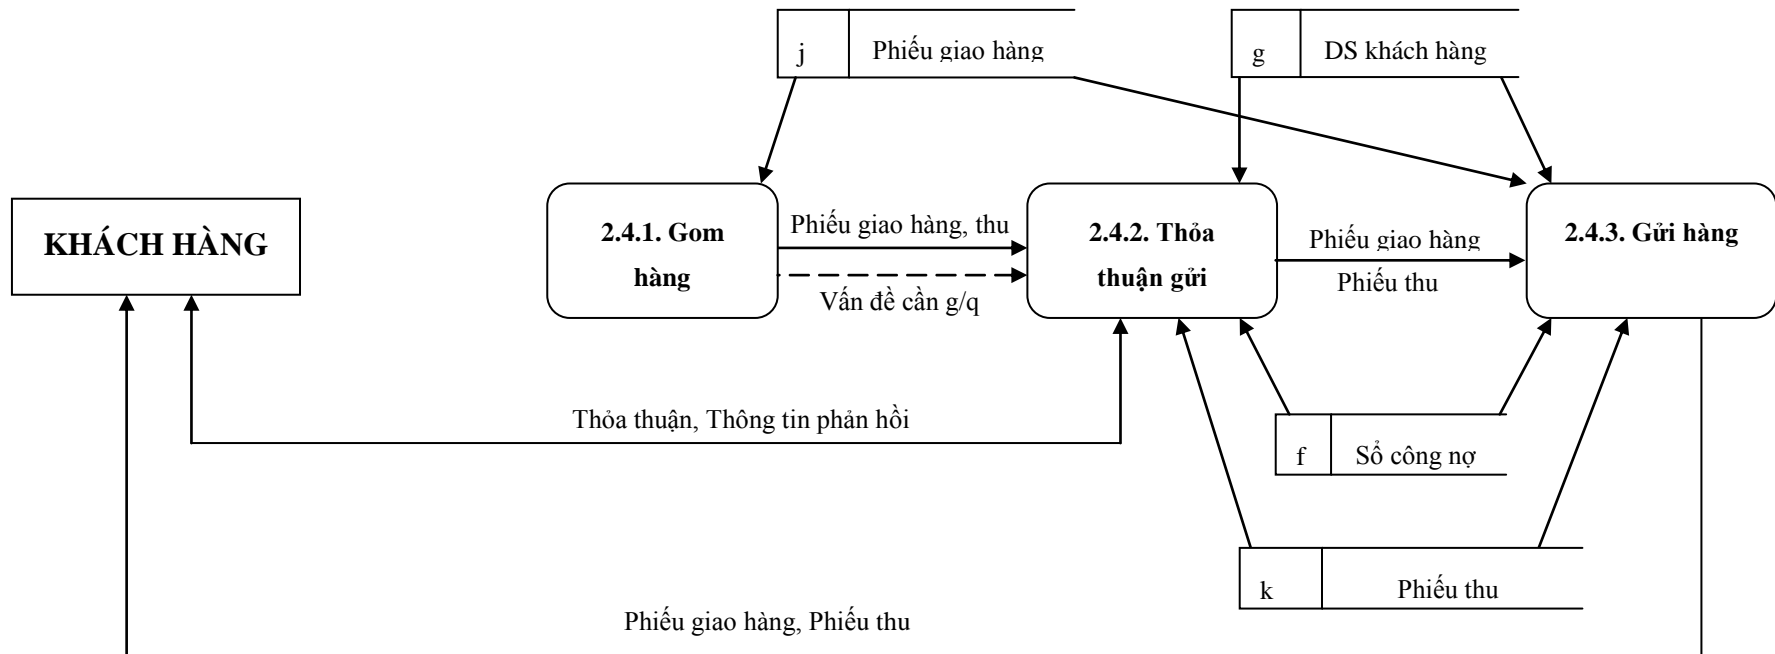 j
Phiếu giao hàng
g
DS khách hàng
KHÁCH HÀNG
2.4.1. Gom
hàng
Phiếu giao hàng, thu
Vấn đề cần g/q
2.4.2. Thỏa
thuận gửi
Phiếu giao hàng
Phiếu thu
2.4.3. Gửi hàng
Thỏa thuận, Thông tin phản hồi
f
Sổ công nợ
k
Phiếu thu
Phiếu giao hàng, Phiếu thu